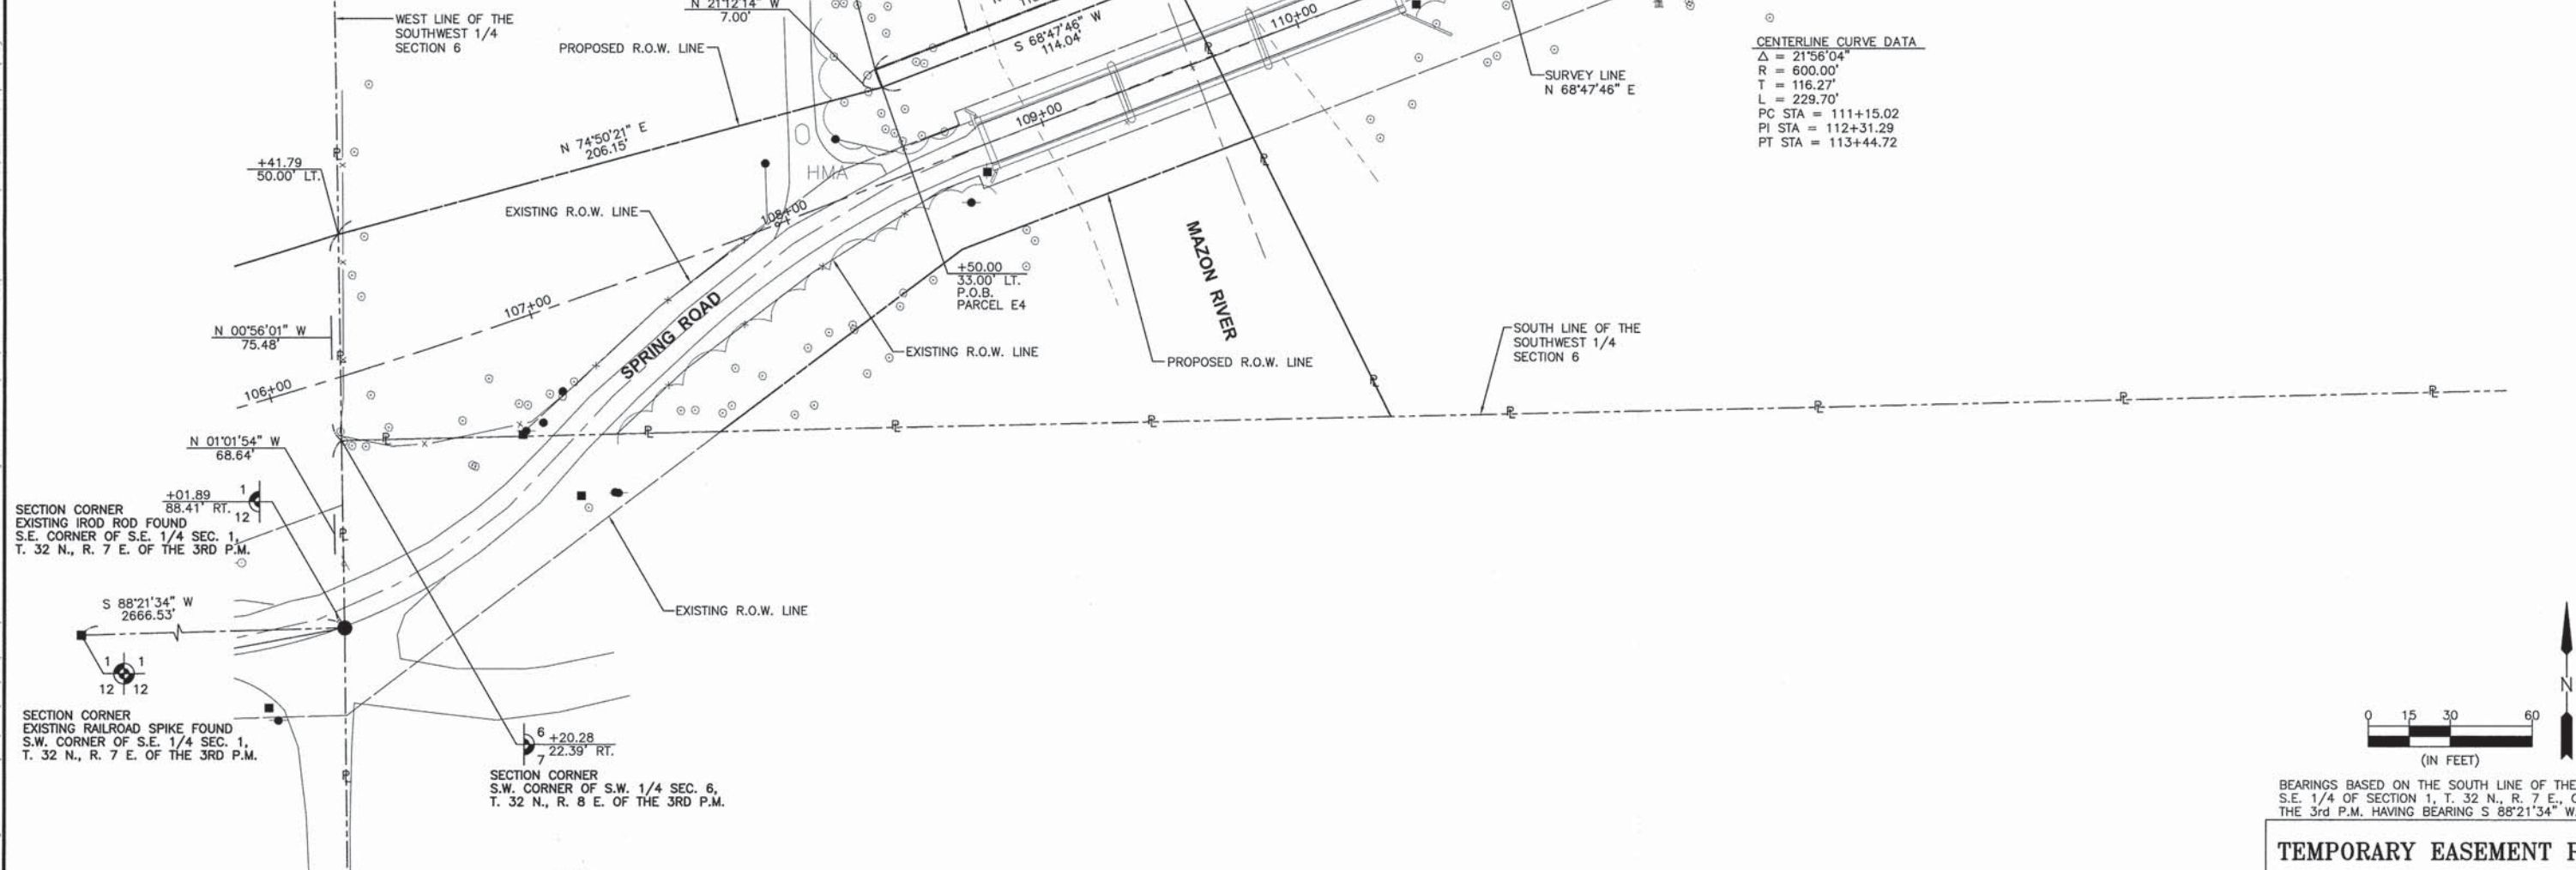 WEST LINE OF THE
SOUTHWEST 1/4
SECTION 6
N 21°12'14" W
7.00'
PROPOSED R.O.W. LINE
S 68°47'46" W
114.04'
110+00
SURVEY LINE
N 68°47'46" E
CENTERLINE CURVE DATA
Δ = 21°56'04"
R = 600.00'
T = 116.27'
L = 229.70'
PC STA = 111+15.02
PI STA = 112+31.29
PT STA = 113+44.72
109+00
N 74°50'21" E
206.15'
+41.79
50.00' LT.
HMA
EXISTING R.O.W. LINE
108+00
MAZON RIVER
+50.00
33.00' LT.
P.O.B.
PARCEL E4
107+00
SPRING ROAD
N 00°56'01" W
75.48'
EXISTING R.O.W. LINE
PROPOSED R.O.W. LINE
SOUTH LINE OF THE
SOUTHWEST 1/4
SECTION 6
106+00
N 01°01'54" W
68.64'
+01.89
88.41' RT.
1
12
SECTION CORNER
EXISTING IROD ROD FOUND
S.E. CORNER OF S.E. 1/4 SEC. 1,
T. 32 N., R. 7 E. OF THE 3RD P.M.
S 88°21'34" W
2666.53'
EXISTING R.O.W. LINE
1 1
12 12
SECTION CORNER
EXISTING RAILROAD SPIKE FOUND
S.W. CORNER OF S.E. 1/4 SEC. 1,
T. 32 N., R. 7 E. OF THE 3RD P.M.
6 +20.28
7 22.39' RT.
SECTION CORNER
S.W. CORNER OF S.W. 1/4 SEC. 6,
T. 32 N., R. 8 E. OF THE 3RD P.M.
N
0 15 30 60
(IN FEET)
BEARINGS BASED ON THE SOUTH LINE OF THE
S.E. 1/4 OF SECTION 1, T. 32 N., R. 7 E.,
THE 3rd P.M. HAVING BEARING S 88°21'34" W
TEMPORARY EASEMENT